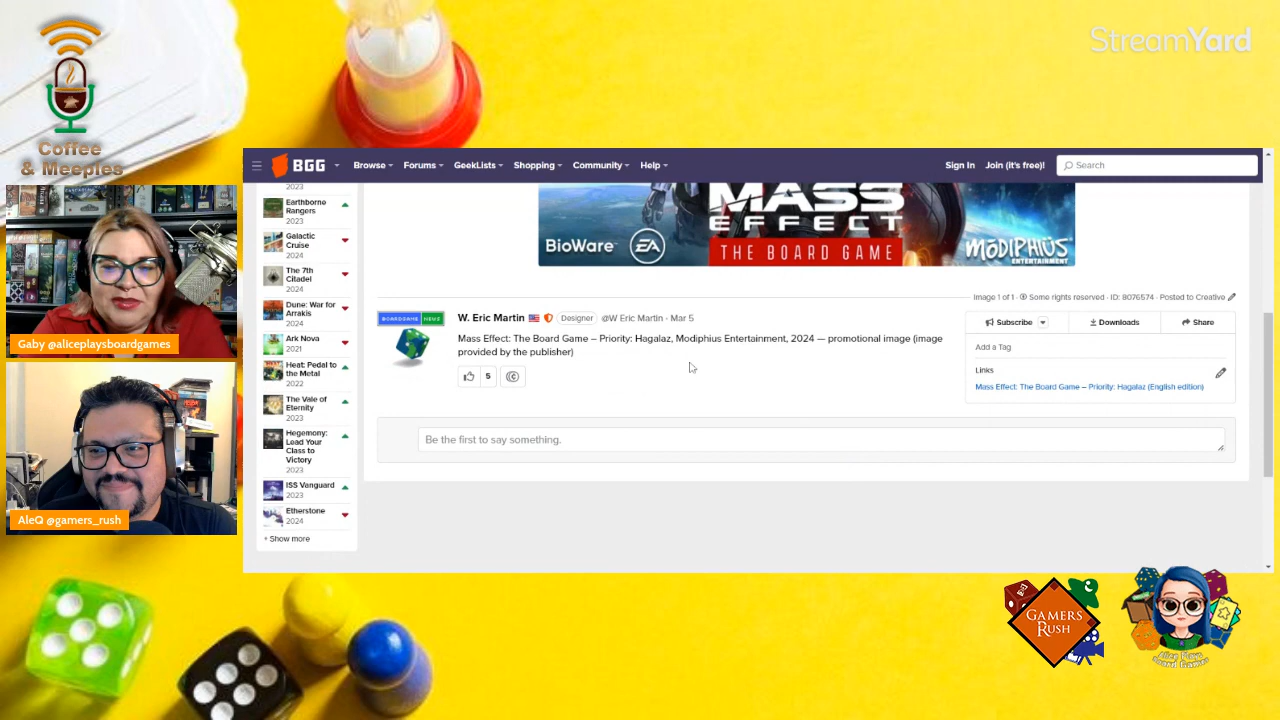 StreamYard
Coffee
& Meeples
BGG
Browse
Forums
GeekLists
Shopping
Community
Help
Sign In
Join (it's free)!
Search
2023
Earthborne
Rangers
2023
Galactic
Cruise
2024
The 7th
Citadel
2024
Dune: War for
Arrakis
2024
Ark Nova
2021
Heat: Pedal to
the Metal
2022
The Vale of
Eternity
2023
Hegemony:
Lead Your
Class to
Victory
2023
ISS Vanguard
2023
Etherstone
2024
+ Show more
MASS
EFFECT
THE BOARD GAME
BioWare
EA
MŌDIPHIÜS
ENTERTAINMENT
Image 1 of 1 · Some rights reserved · ID: 8076574 · Posted to Creative
BOARDGAME NEWS
W. Eric Martin Designer @W Eric Martin · Mar 5
Mass Effect: The Board Game – Priority: Hagalaz, Modiphius Entertainment, 2024 — promotional image (image
provided by the publisher)
5
Subscribe
Downloads
Share
Add a Tag
Links
Mass Effect: The Board Game – Priority: Hagalaz (English edition)
Be the first to say something.
Gaby @aliceplaysboardgames
AleQ @gamers_rush
GAMERS
RUSH
Alice Plays
Board Games